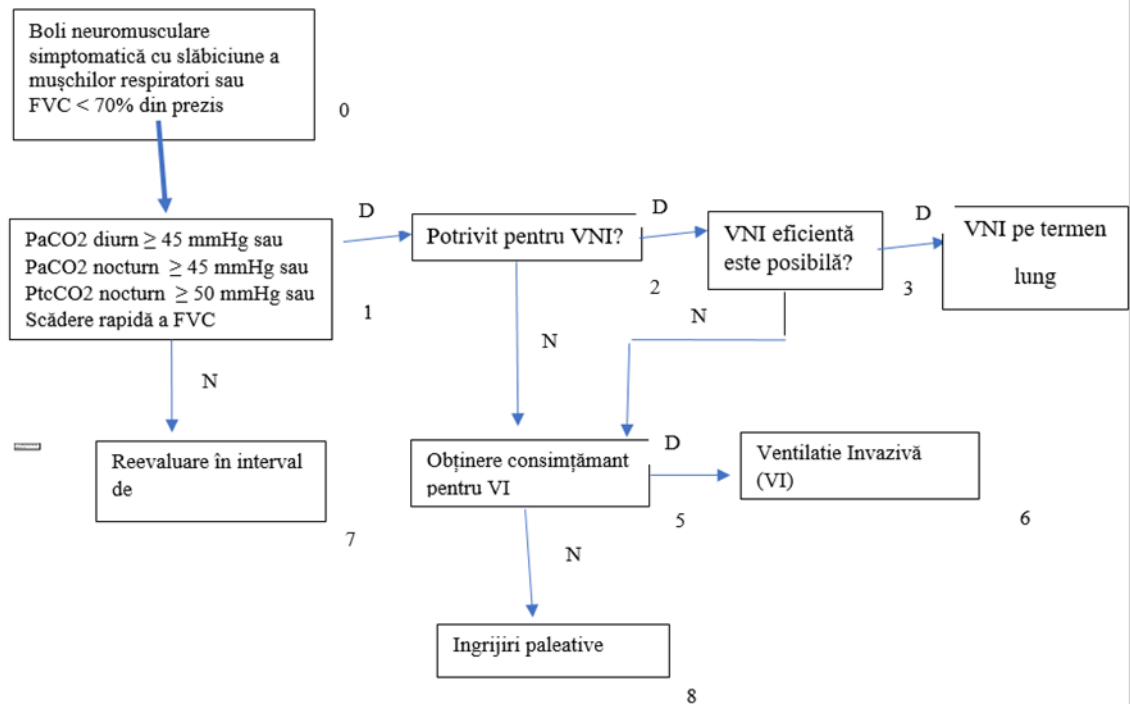 Boli neuromusculare
simptomatică cu slăbiciune a
mușchilor respiratori sau
FVC < 70% din prezis
0
PaCO2 diurn ≥ 45 mmHg sau
PaCO2 nocturn ≥ 45 mmHg sau
PtcCO2 nocturn ≥ 50 mmHg sau
Scădere rapidă a FVC
1
D
Potrivit pentru VNI?
2
D
VNI eficientă
este posibilă?
3
D
VNI pe termen
lung
N
N
N
Reevaluare în interval
de
7
Obținere consimțămant
pentru VI
5
D
Ventilatie Invazivă
(VI)
6
N
Ingrijiri paleative
8